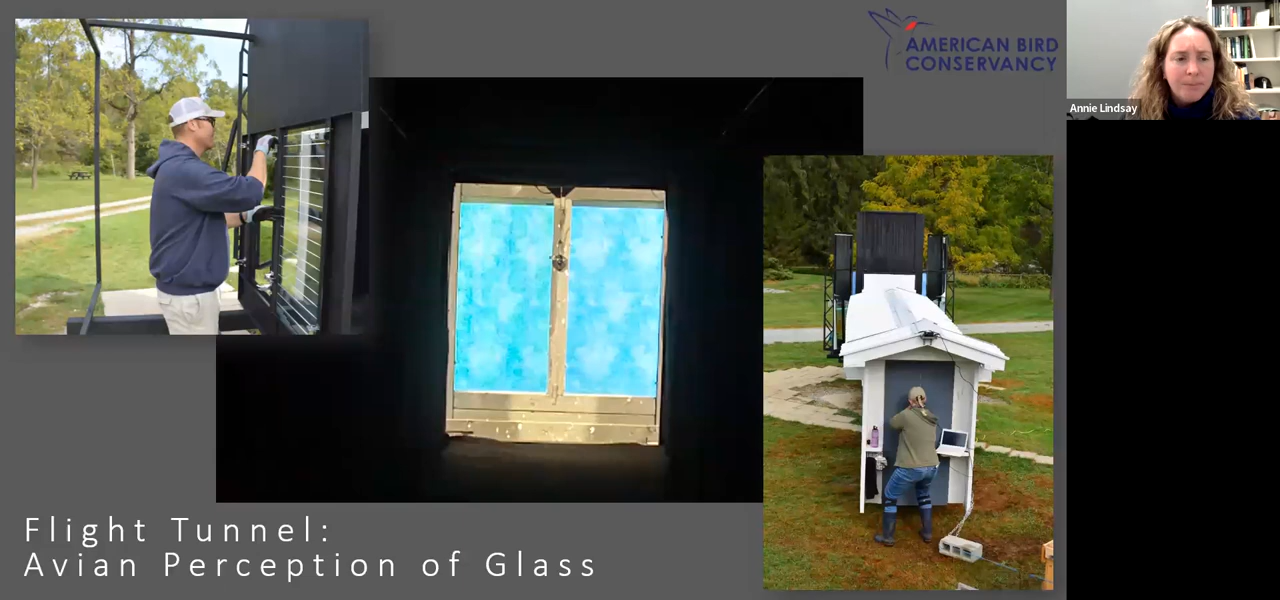 AMERICAN BIRD
CONSERVANCY
Annie Lindsay
Flight Tunnel:
Avian Perception of Glass